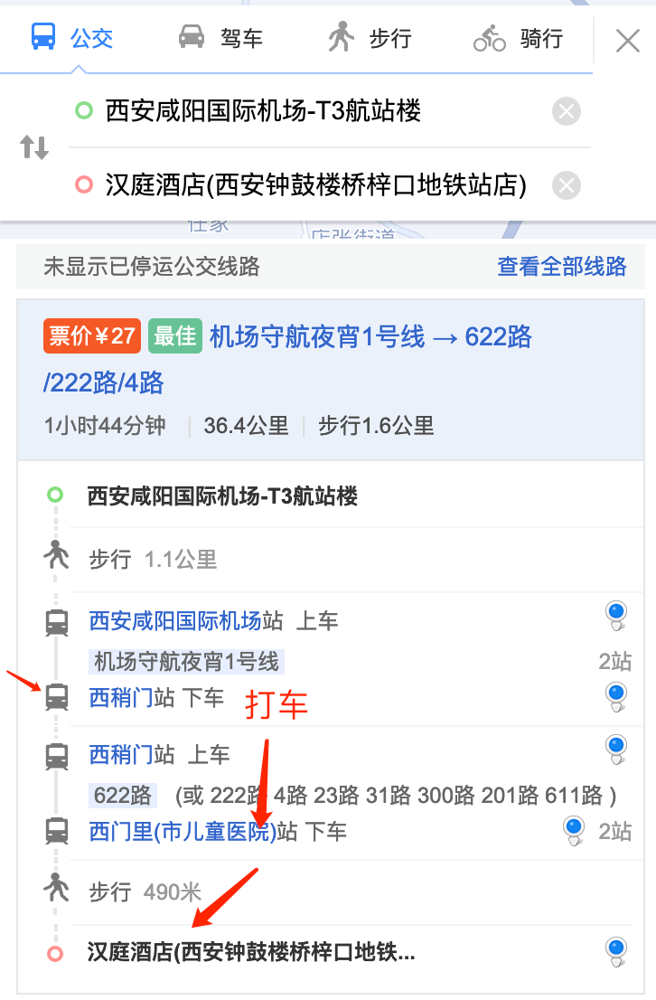 公交 驾车 步行 骑行
西安咸阳国际机场-T3航站楼
汉庭酒店(西安钟鼓楼桥梓口地铁站店)
任家
店张街道
未显示已停运公交线路 查看全部线路
票价¥27 最佳 机场守航夜宵1号线 → 622路
/222路/4路
1小时44分钟 36.4公里 步行1.6公里
西安咸阳国际机场-T3航站楼
步行 1.1公里
西安咸阳国际机场站 上车
机场守航夜宵1号线 2站
西稍门站 下车 打车
西稍门站 上车
622路 (或 222路 4路 23路 31路 300路 201路 611路 )
西门里(市儿童医院)站 下车 2站
步行 490米
汉庭酒店(西安钟鼓楼桥梓口地铁...